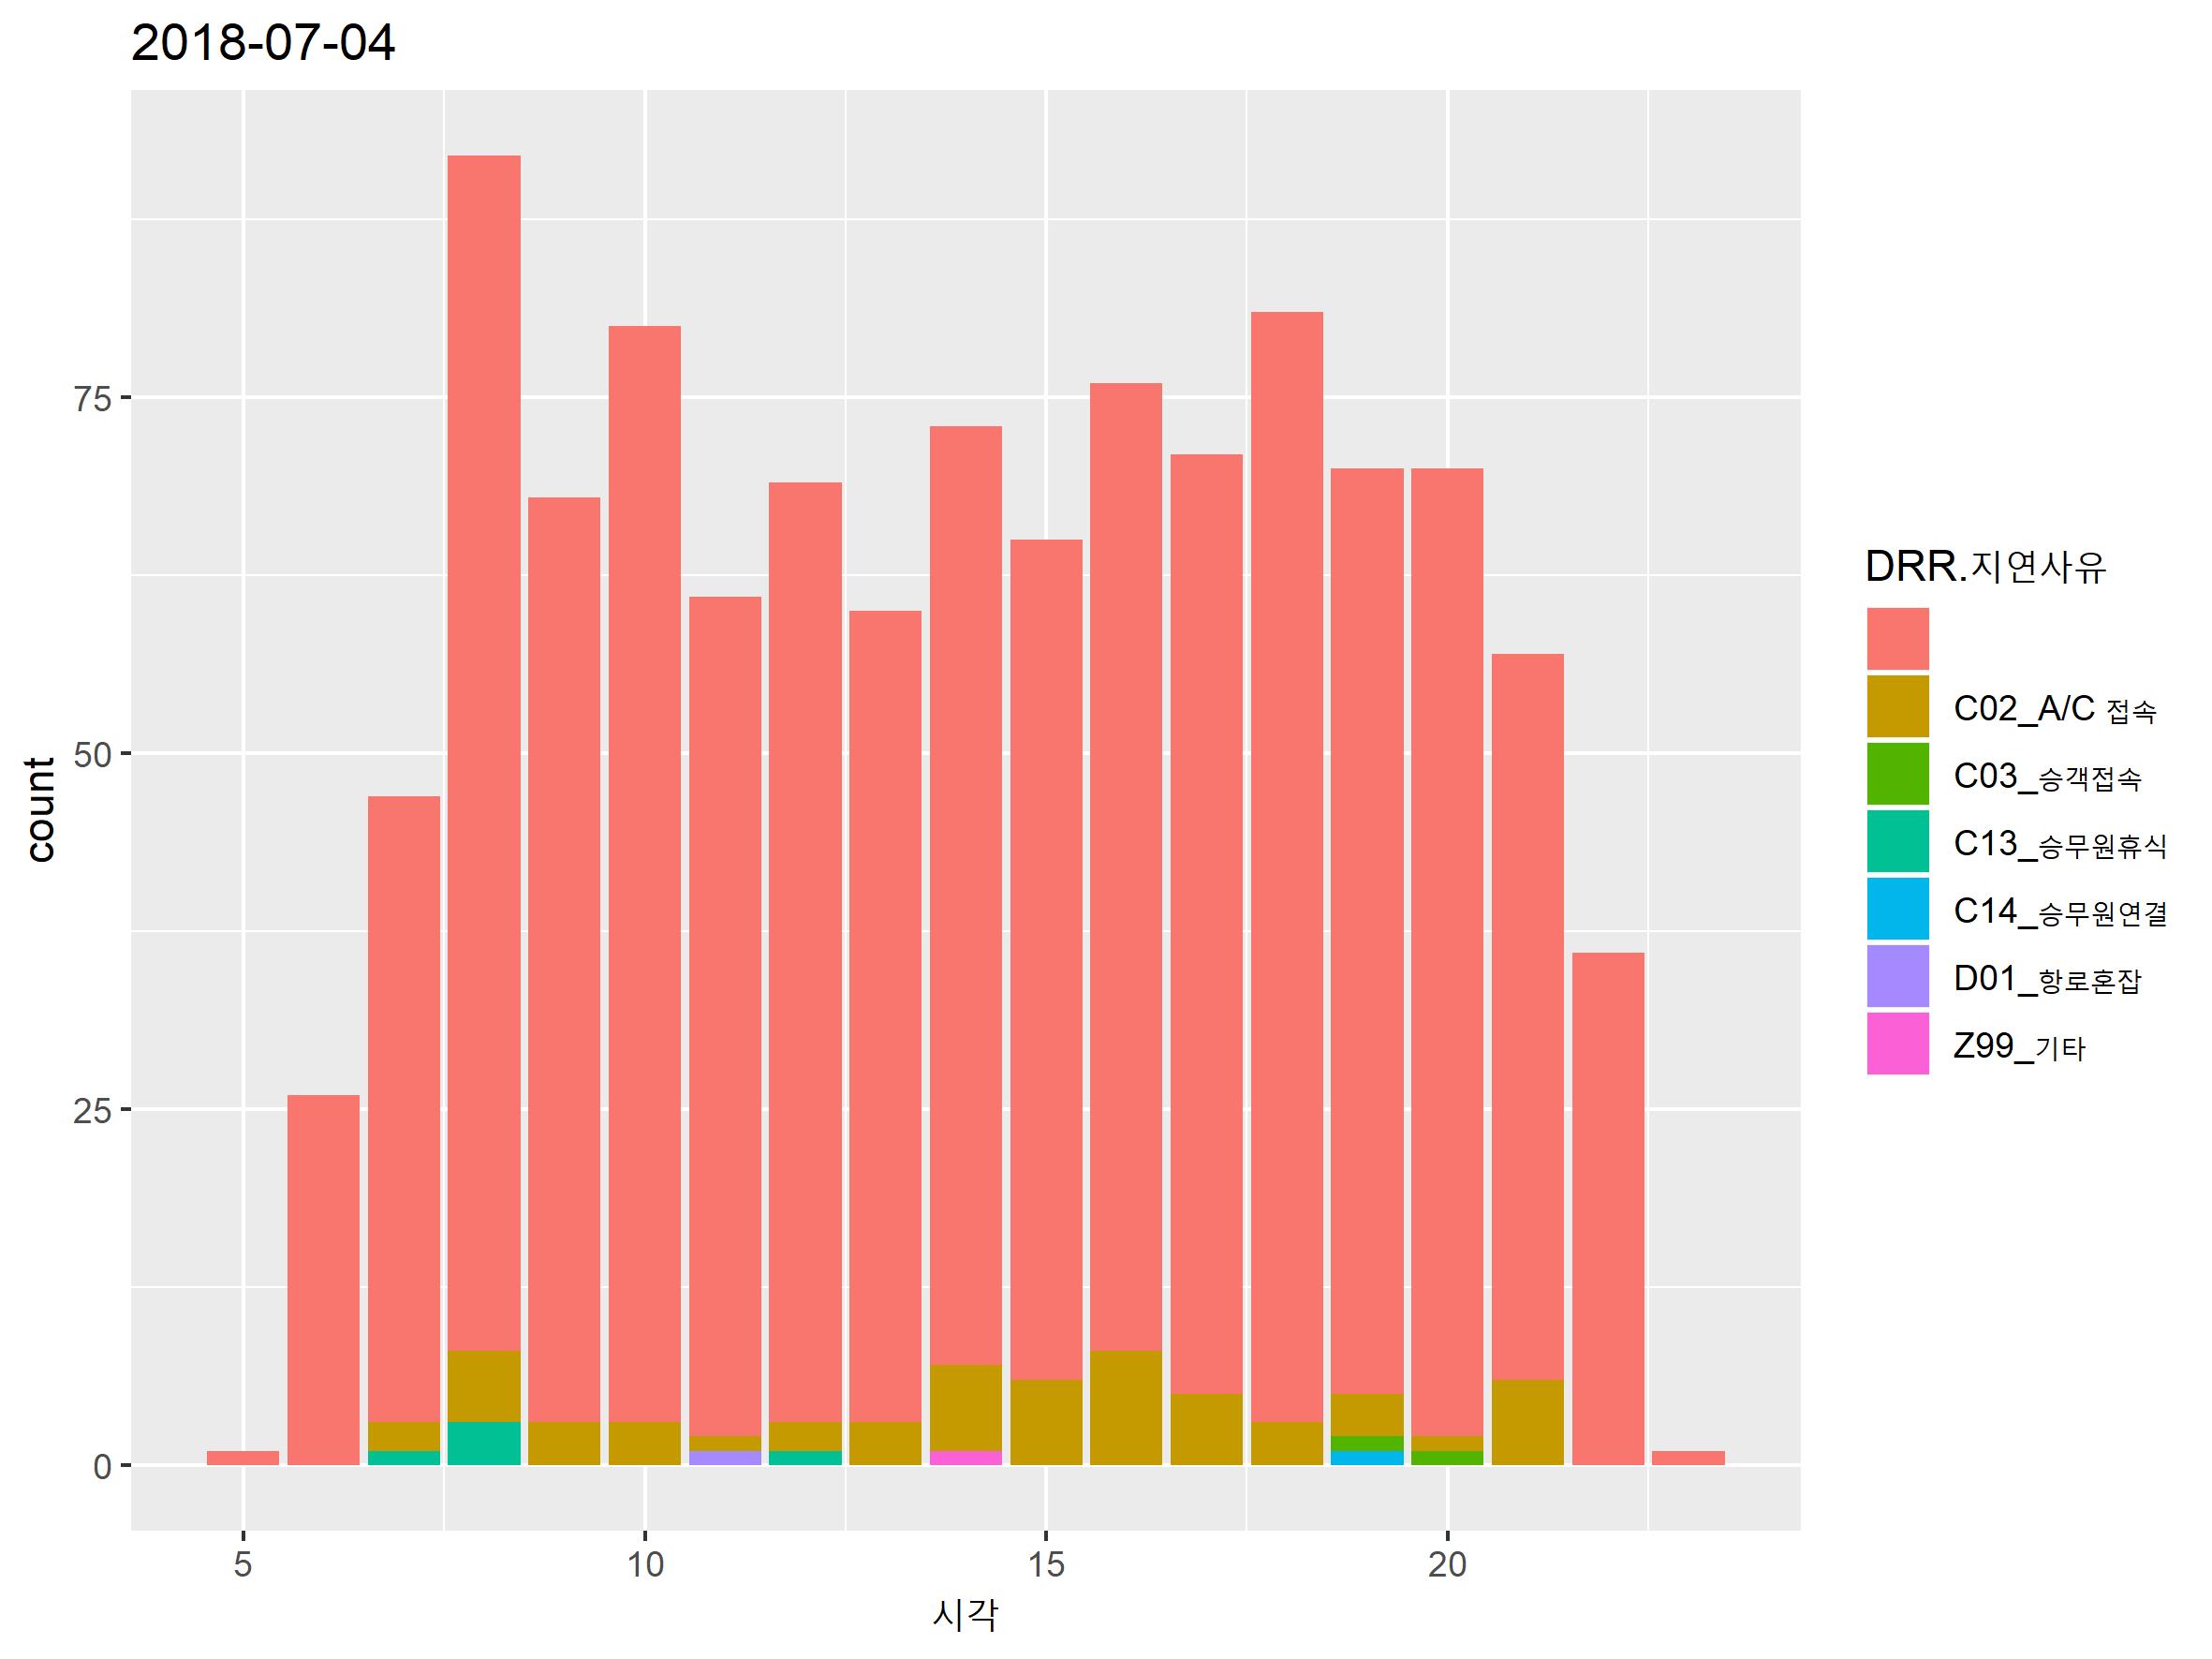 2018-07-04
count
75
50
25
0
5 10 15 20
시각
DRR.지연사유
C02_A/C 접속
C03_승객접속
C13_승무원휴식
C14_승무원연결
D01_항로혼잡
Z99_기타